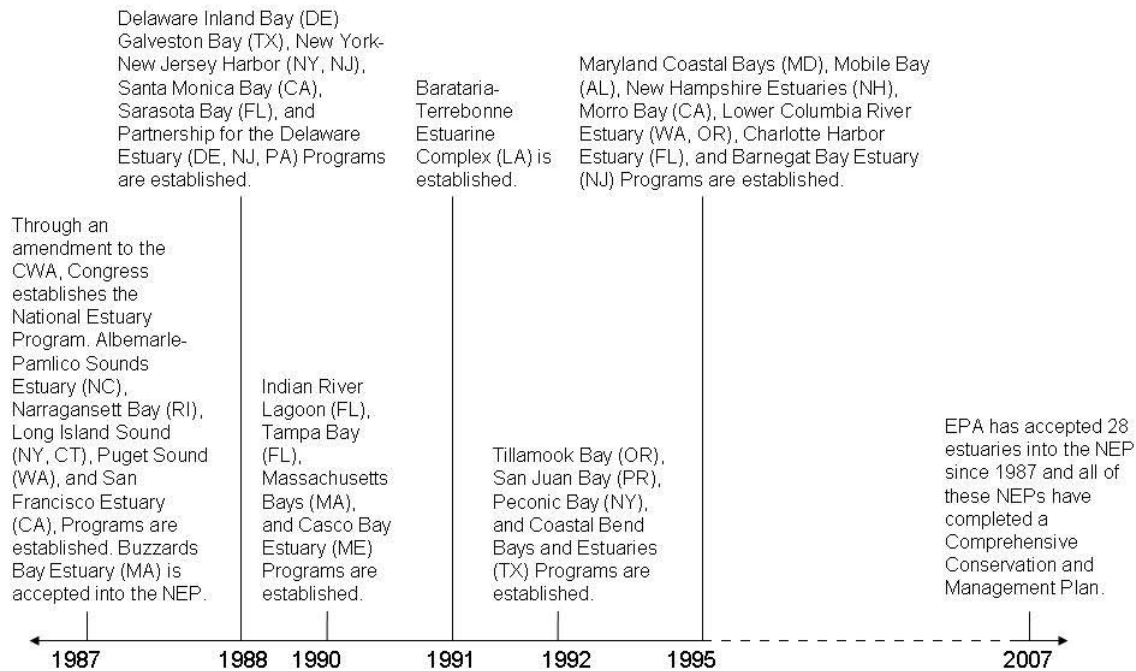 Delaware Inland Bay (DE)
Galveston Bay (TX), New York-
New Jersey Harbor (NY, NJ),
Santa Monica Bay (CA),
Sarasota Bay (FL), and
Partnership for the Delaware
Estuary (DE, NJ, PA) Programs
are established.
Barataria-
Terrebonne
Estuarine
Complex (LA) is
established.
Maryland Coastal Bays (MD), Mobile Bay
(AL), New Hampshire Estuaries (NH),
Morro Bay (CA), Lower Columbia River
Estuary (WA, OR), Charlotte Harbor
Estuary (FL), and Barnegat Bay Estuary
(NJ) Programs are established.
Through an
amendment to the
CWA, Congress
establishes the
National Estuary
Program. Albemarle-
Pamlico Sounds
Estuary (NC),
Narragansett Bay (RI),
Long Island Sound
(NY, CT), Puget Sound
(WA), and San
Francisco Estuary
(CA), Programs are
established. Buzzards
Bay Estuary (MA) is
accepted into the NEP.
Indian River
Lagoon (FL),
Tampa Bay
(FL),
Massachusetts
Bays (MA),
and Casco Bay
Estuary (ME)
Programs are
established.
Tillamook Bay (OR),
San Juan Bay (PR),
Peconic Bay (NY),
and Coastal Bend
Bays and Estuaries
(TX) Programs are
established.
EPA has accepted 28
estuaries into the NEP
since 1987 and all of
these NEPs have
completed a
Comprehensive
Conservation and
Management Plan.
1987 1988 1990 1991 1992 1995 2007